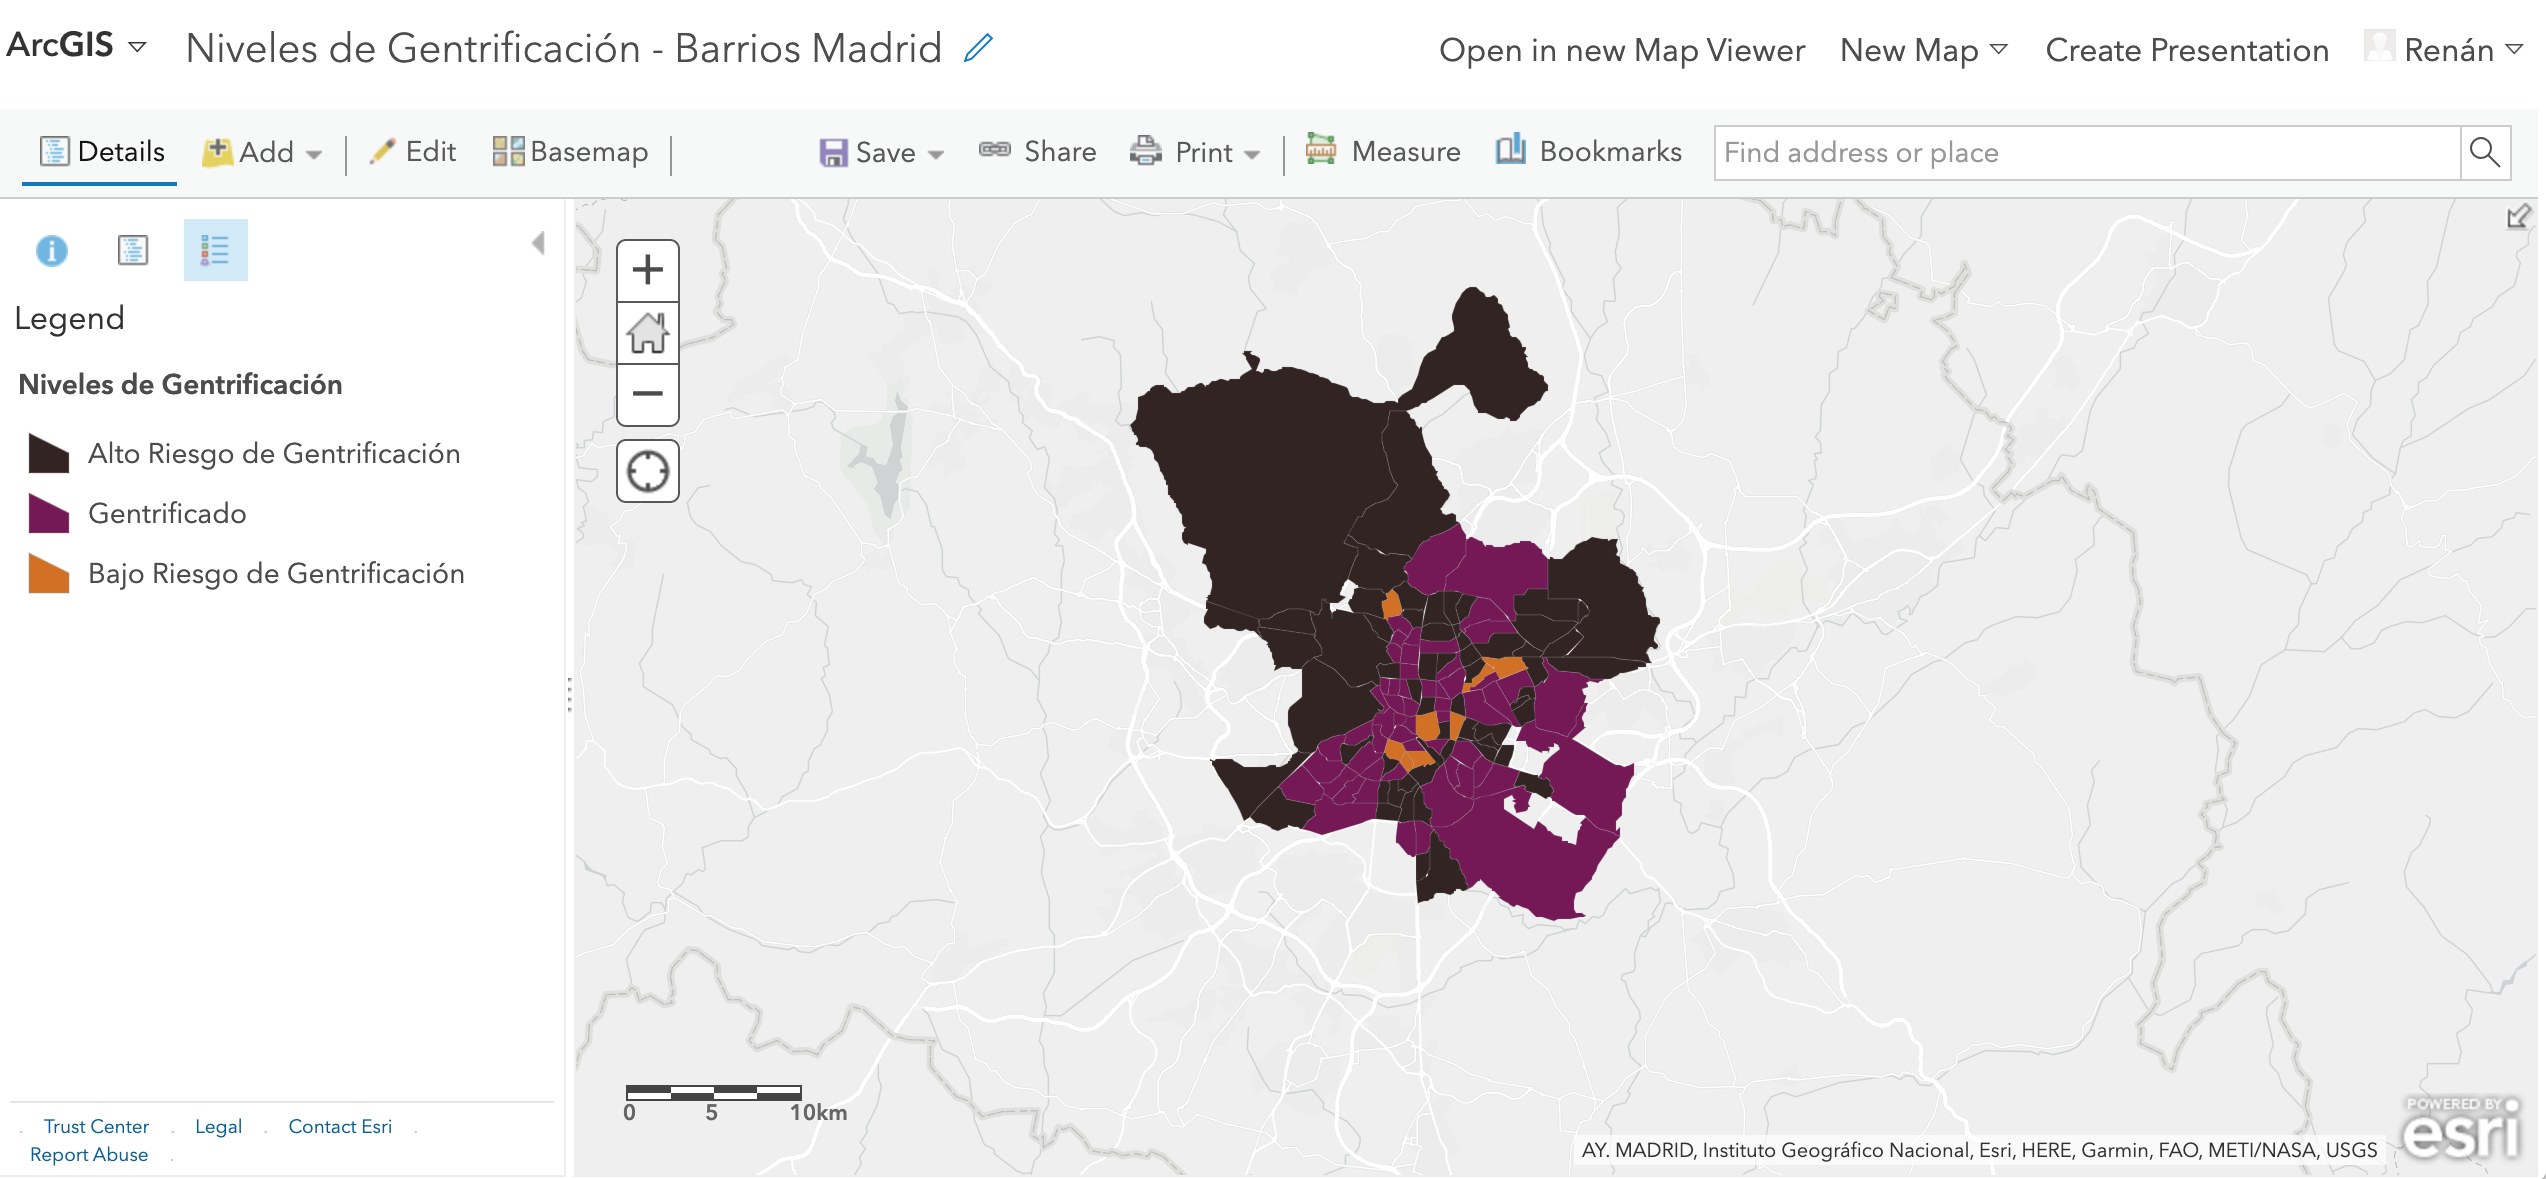 ArcGIS
Niveles de Gentrificación - Barrios Madrid
Open in new Map Viewer
New Map
Create Presentation
Renán
Details
Add
Edit
Basemap
Save
Share
Print
Measure
Bookmarks
Find address or place
Legend
Niveles de Gentrificación
Alto Riesgo de Gentrificación
Gentrificado
Bajo Riesgo de Gentrificación
Trust Center
Legal
Contact Esri
Report Abuse
0 5 10km
AY. MADRID, Instituto Geográfico Nacional, Esri, HERE, Garmin, FAO, METI/NASA, USGS
POWERED BY
esri